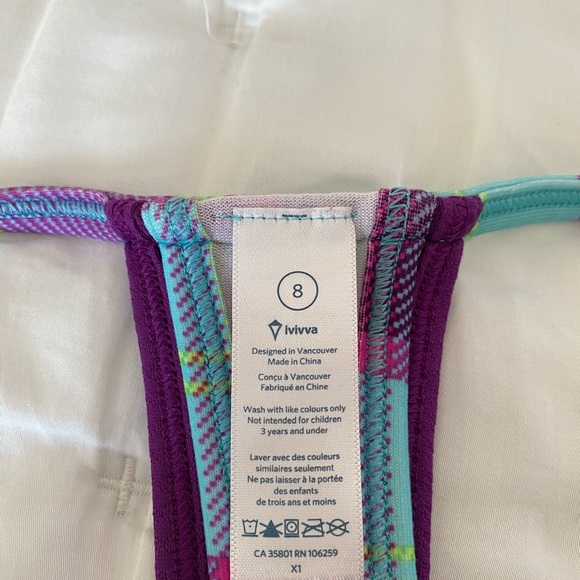 8
ivivva
Designed in Vancouver
Made in China
Conçu à Vancouver
Fabriqué en Chine
Wash with like colours only
Not intended for children
3 years and under
Laver avec des couleurs
similaires seulement
Ne pas laisser à la portée
des enfants
de trois ans et moins
CA 35801 RN 106259
X1